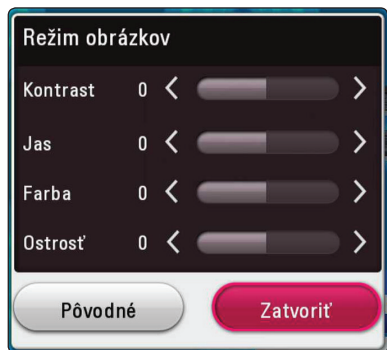 Režim obrázkov
Kontrast 0
Jas 0
Farba 0
Ostrosť 0
Pôvodné Zatvoriť